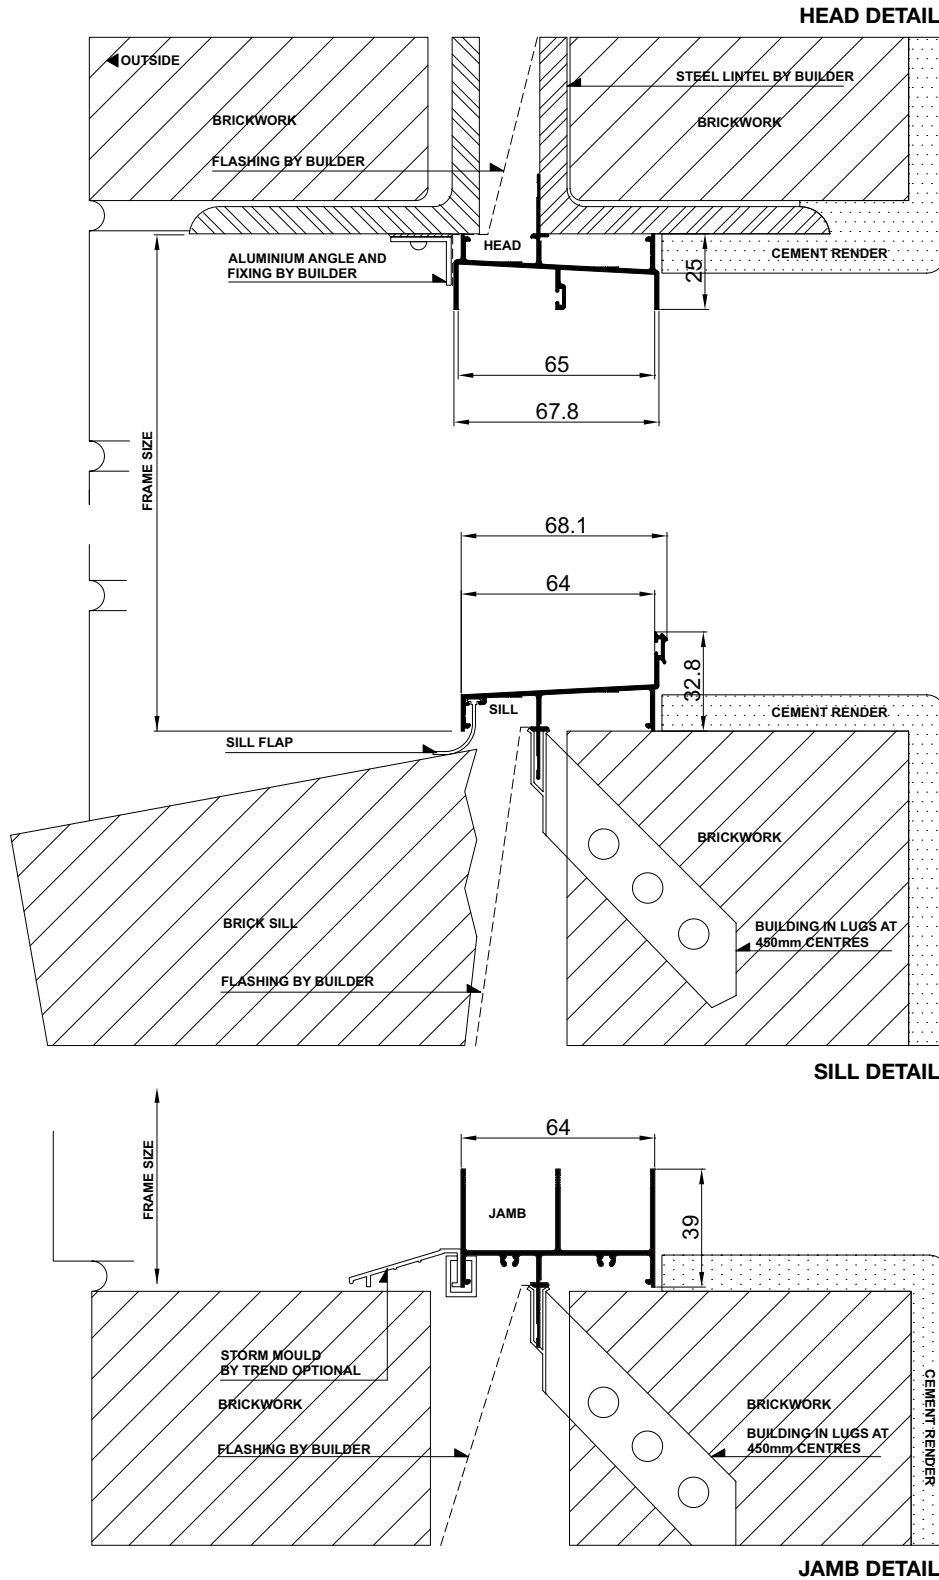 HEAD DETAIL
OUTSIDE
STEEL LINTEL BY BUILDER
BRICKWORK
BRICKWORK
FLASHING BY BUILDER
HEAD
CEMENT RENDER
ALUMINIUM ANGLE AND
FIXING BY BUILDER
25
65
67.8
FRAME SIZE
68.1
64
32.8
SILL
CEMENT RENDER
SILL FLAP
BRICKWORK
BRICK SILL
BUILDING IN LUGS AT
450mm CENTRES
FLASHING BY BUILDER
SILL DETAIL
64
FRAME SIZE
JAMB
39
STORM MOULD
BY TREND OPTIONAL
BRICKWORK
BRICKWORK
CEMENT RENDER
BUILDING IN LUGS AT
450mm CENTRES
FLASHING BY BUILDER
JAMB DETAIL